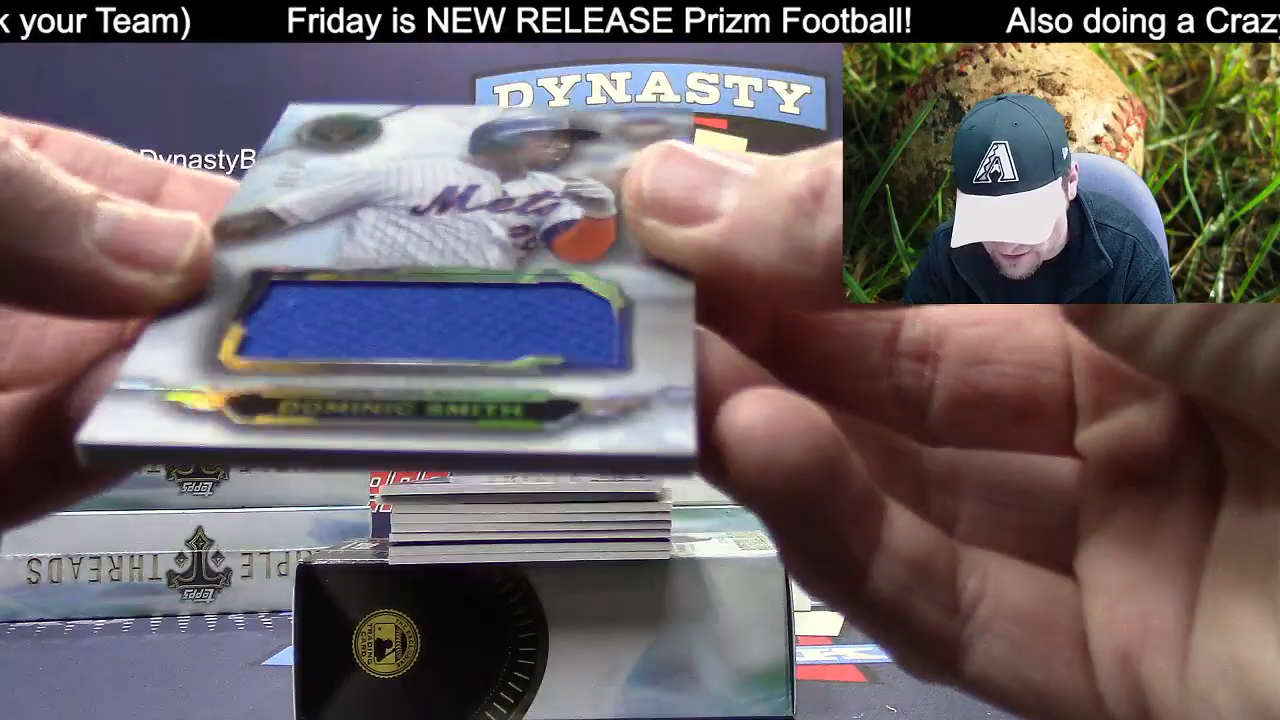 k your Team) Friday is NEW RELEASE Prizm Football! Also doing a Crazy
DYNASTY
DynastyB
A
Mets
DOMINIC SMITH
Topps
THREADS
Topps